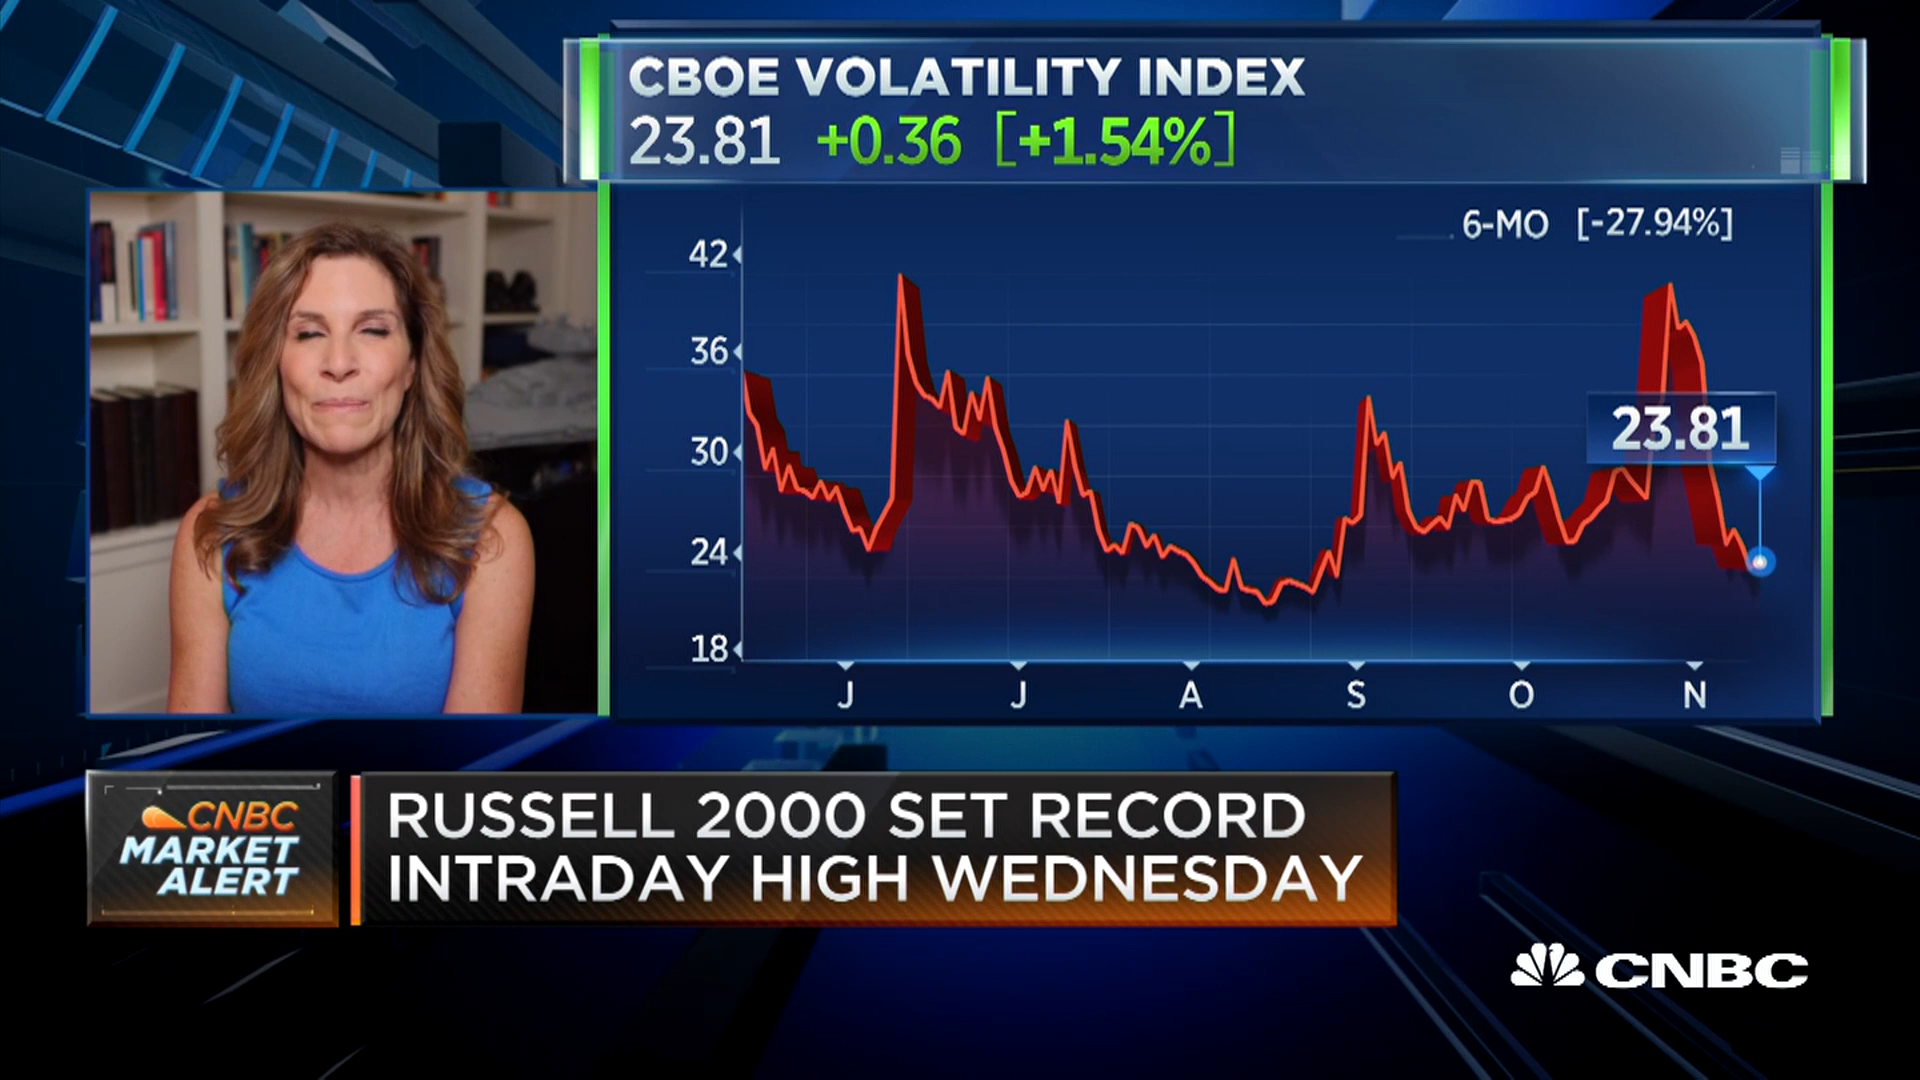 CBOE VOLATILITY INDEX
23.81 +0.36 [+1.54%]
6-MO [-27.94%]
42
36
30
24
18
23.81
J J A S O N
CNBC
MARKET
ALERT
RUSSELL 2000 SET RECORD
INTRADAY HIGH WEDNESDAY
CNBC